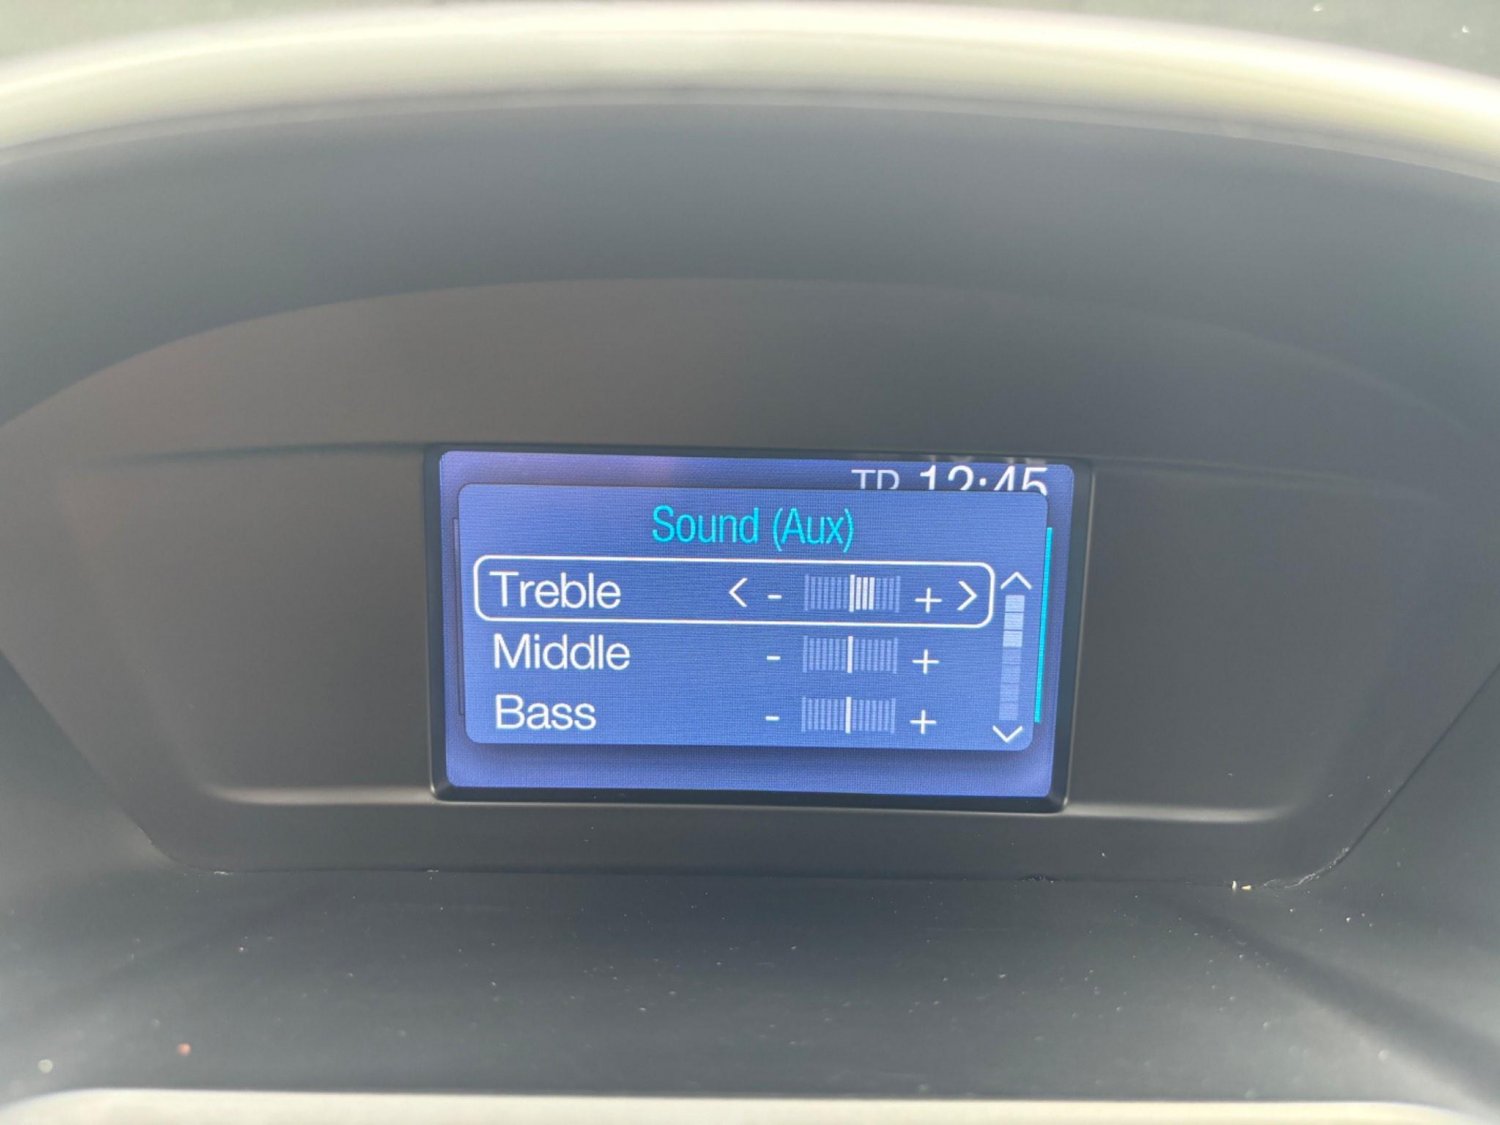 TP 12:45
Sound (Aux)
Treble < - + >
Middle - +
Bass - +